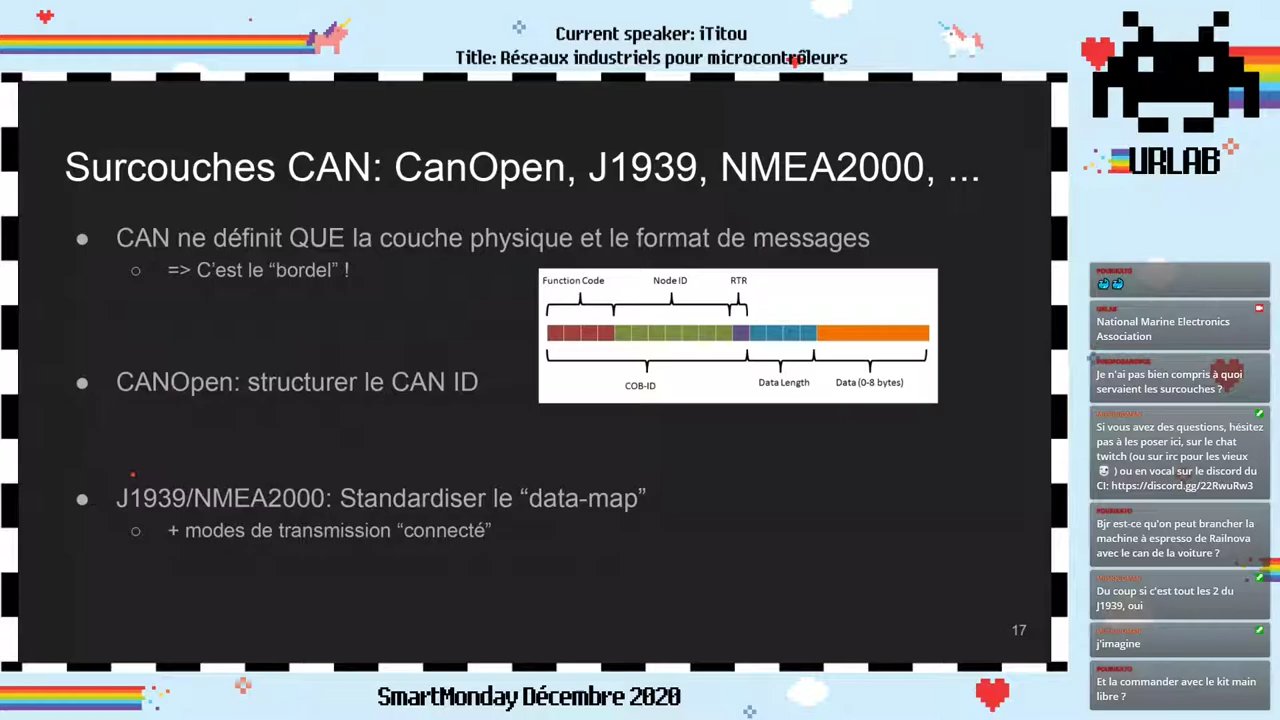 Current speaker: iTitou
Title: Réseaux industriels pour microcontrôleurs
Surcouches CAN: CanOpen, J1939, NMEA2000, ...
● CAN ne définit QUE la couche physique et le format de messages
○ => C’est le “bordel” !
Function Code Node ID RTR
COB-ID Data Length Data (0-8 bytes)
● CANOpen: structurer le CAN ID
● J1939/NMEA2000: Standardiser le “data-map”
○ + modes de transmission “connecté”
17
SmartMonday Décembre 2020
URLAB
URLAB
National Marine Electronics
Association
Je n'ai pas bien compris à quoi
servaient les surcouches ?
Si vous avez des questions, hésitez
pas à les poser ici, sur le chat
twitch (ou sur irc pour les vieux
) ou en vocal sur le discord du
CI: https://discord.gg/22RwuRw3
Bjr est-ce qu'on peut brancher la
machine à espresso de Railnova
avec le can de la voiture ?
Du coup si c'est tout les 2 du
J1939, oui
j'imagine
Et la commander avec le kit main
libre ?